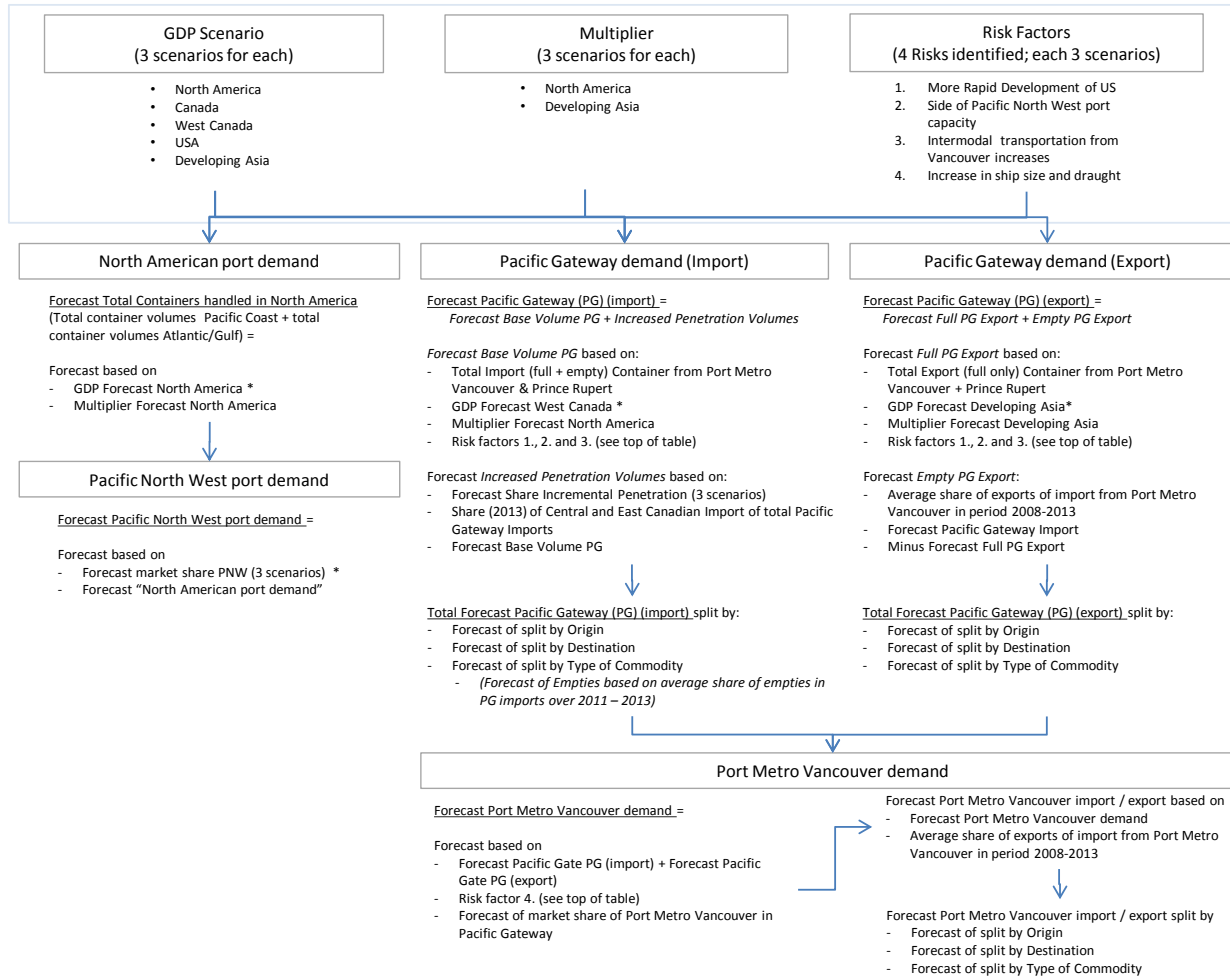 GDP Scenario
(3 scenarios for each)
• North America
• Canada
• West Canada
• USA
• Developing Asia
Multiplier
(3 scenarios for each)
• North America
• Developing Asia
Risk Factors
(4 Risks identified; each 3 scenarios)
1. More Rapid Development of US
2. Side of Pacific North West port
capacity
3. Intermodal transportation from
Vancouver increases
4. Increase in ship size and draught
North American port demand
Forecast Total Containers handled in North America
(Total container volumes Pacific Coast + total
container volumes Atlantic/Gulf) =
Forecast based on
- GDP Forecast North America *
- Multiplier Forecast North America
Pacific North West port demand
Forecast Pacific North West port demand =
Forecast based on
- Forecast market share PNW (3 scenarios) *
- Forecast “North American port demand”
Pacific Gateway demand (Import)
Forecast Pacific Gateway (PG) (import) =
Forecast Base Volume PG + Increased Penetration Volumes
Forecast Base Volume PG based on:
- Total Import (full + empty) Container from Port Metro
Vancouver & Prince Rupert
- GDP Forecast West Canada *
- Multiplier Forecast North America
- Risk factors 1., 2. and 3. (see top of table)
Forecast Increased Penetration Volumes based on:
- Forecast Share Incremental Penetration (3 scenarios)
- Share (2013) of Central and East Canadian Import of total Pacific
Gateway Imports
- Forecast Base Volume PG
Total Forecast Pacific Gateway (PG) (import) split by:
- Forecast of split by Origin
- Forecast of split by Destination
- Forecast of split by Type of Commodity
- (Forecast of Empties based on average share of empties in
PG imports over 2011 – 2013)
Pacific Gateway demand (Export)
Forecast Pacific Gateway (PG) (export) =
Forecast Full PG Export + Empty PG Export
Forecast Full PG Export based on:
- Total Export (full only) Container from Port Metro
Vancouver + Prince Rupert
- GDP Forecast Developing Asia*
- Multiplier Forecast Developing Asia
- Risk factors 1., 2. and 3. (see top of table)
Forecast Empty PG Export:
- Average share of exports of import from Port Metro
Vancouver in period 2008-2013
- Forecast Pacific Gateway Import
- Minus Forecast Full PG Export
Total Forecast Pacific Gateway (PG) (export) split by:
- Forecast of split by Origin
- Forecast of split by Destination
- Forecast of split by Type of Commodity
Port Metro Vancouver demand
Forecast Port Metro Vancouver demand =
Forecast based on
- Forecast Pacific Gate PG (import) + Forecast Pacific
Gate PG (export)
- Risk factor 4. (see top of table)
- Forecast of market share of Port Metro Vancouver in
Pacific Gateway
Forecast Port Metro Vancouver import / export based on
- Forecast Port Metro Vancouver demand
- Average share of exports of import from Port Metro
Vancouver in period 2008-2013
Forecast Port Metro Vancouver import / export split by
- Forecast of split by Origin
- Forecast of split by Destination
- Forecast of split by Type of Commodity